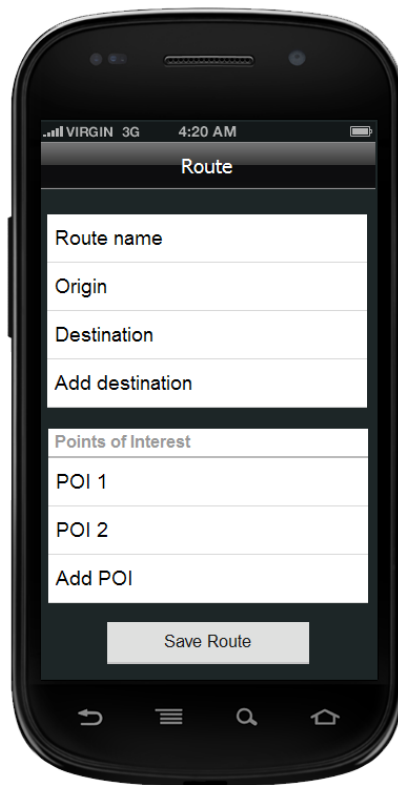 VIRGIN 3G 4:20 AM
Route
Route name
Origin
Destination
Add destination
Points of Interest
POI 1
POI 2
Add POI
Save Route